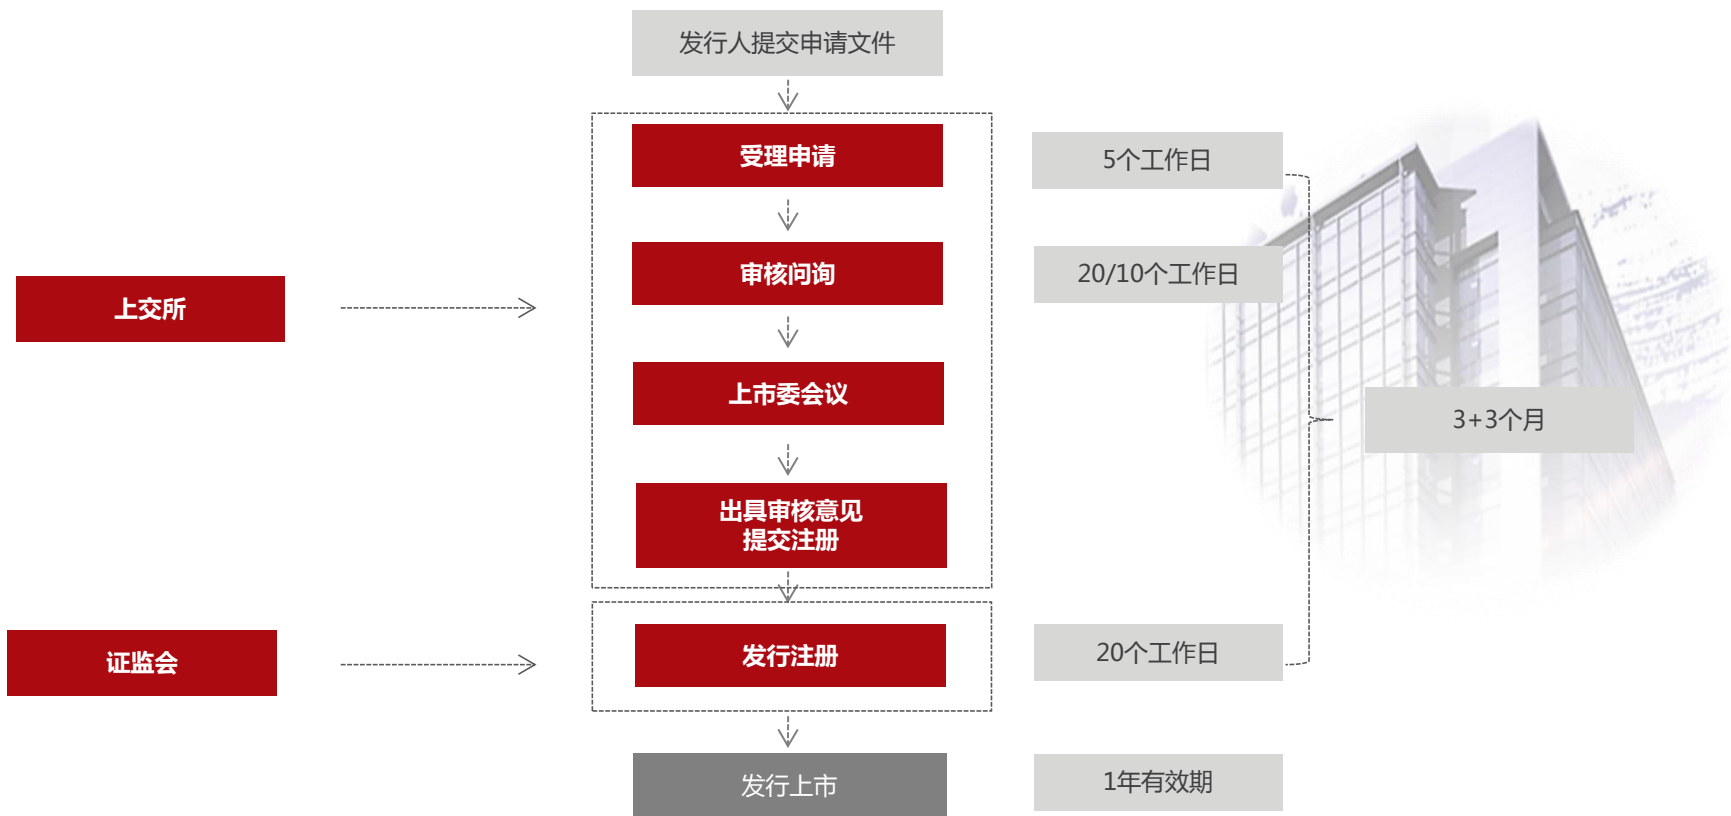 发行人提交申请文件
受理申请
5个工作日
审核问询
20/10个工作日
上交所
上市委会议
3+3个月
出具审核意见
提交注册
证监会
发行注册
20个工作日
发行上市
1年有效期